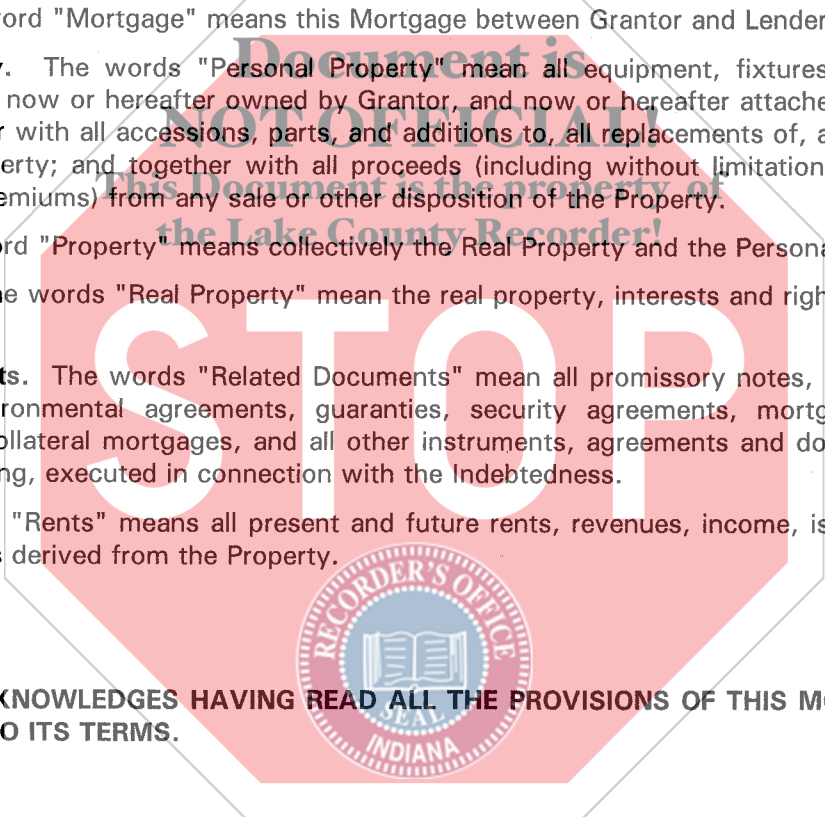 ord "Mortgage" means this Mortgage between Grantor and Lender
Document is
y. The words "Personal Property" mean all equipment, fixtures
now or hereafter owned by Grantor, and now or hereafter attache
NOT OFFICIAL!
r with all accessions, parts, and additions to, all replacements of, a
erty; and together with all proceeds (including without limitation
This Document is the property of
emiums) from any sale or other disposition of the Property.
the Lake County Recorder!
ord "Property" means collectively the Real Property and the Persona
e words "Real Property" mean the real property, interests and righ
STOP
ts. The words "Related Documents" mean all promissory notes,
ronmental agreements, guaranties, security agreements, mortg
ollateral mortgages, and all other instruments, agreements and do
ng, executed in connection with the Indebtedness.
"Rents" means all present and future rents, revenues, income, is
s derived from the Property.
RECORDER'S OFFICE
KNOWLEDGES HAVING READ ALL THE PROVISIONS OF THIS M
SEAL
O ITS TERMS.
INDIANA